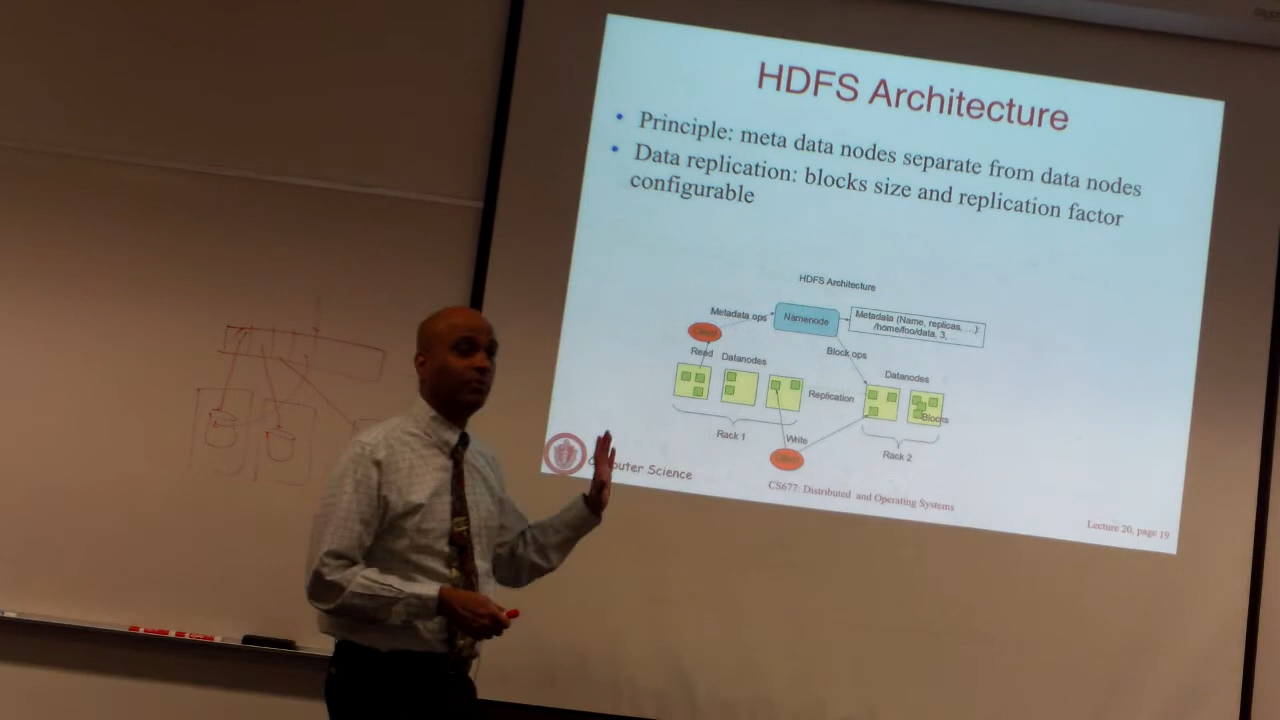 HDFS Architecture
• Principle: meta data nodes separate from data nodes
• Data replication: blocks size and replication factor
configurable
HDFS Architecture
Metadata ops
Namenode
Metadata (Name, replicas, ...):
/home/foo/data, 3, ...
Client
Block ops
Read
Datanodes
Datanodes
Replication
Blocks
Rack 1
Write
Rack 2
Client
Computer Science
CS677: Distributed and Operating Systems
Lecture 20, page 19